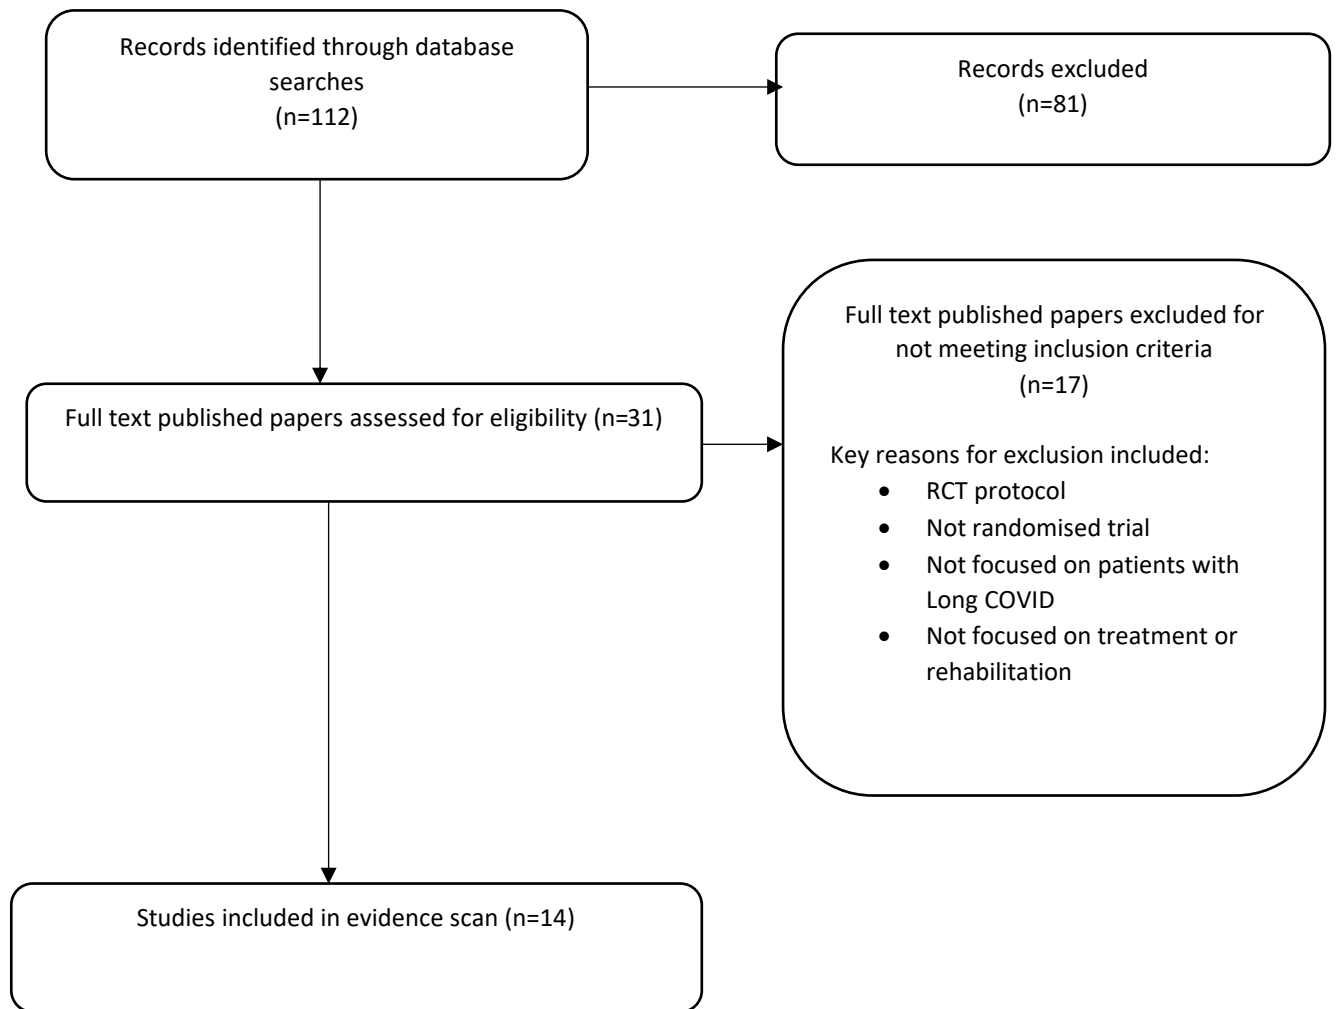 Records identified through database
searches
(n=112)
Records excluded
(n=81)
Full text published papers excluded for
not meeting inclusion criteria
(n=17)
Key reasons for exclusion included:
• RCT protocol
• Not randomised trial
• Not focused on patients with
Long COVID
• Not focused on treatment or
rehabilitation
Full text published papers assessed for eligibility (n=31)
Studies included in evidence scan (n=14)